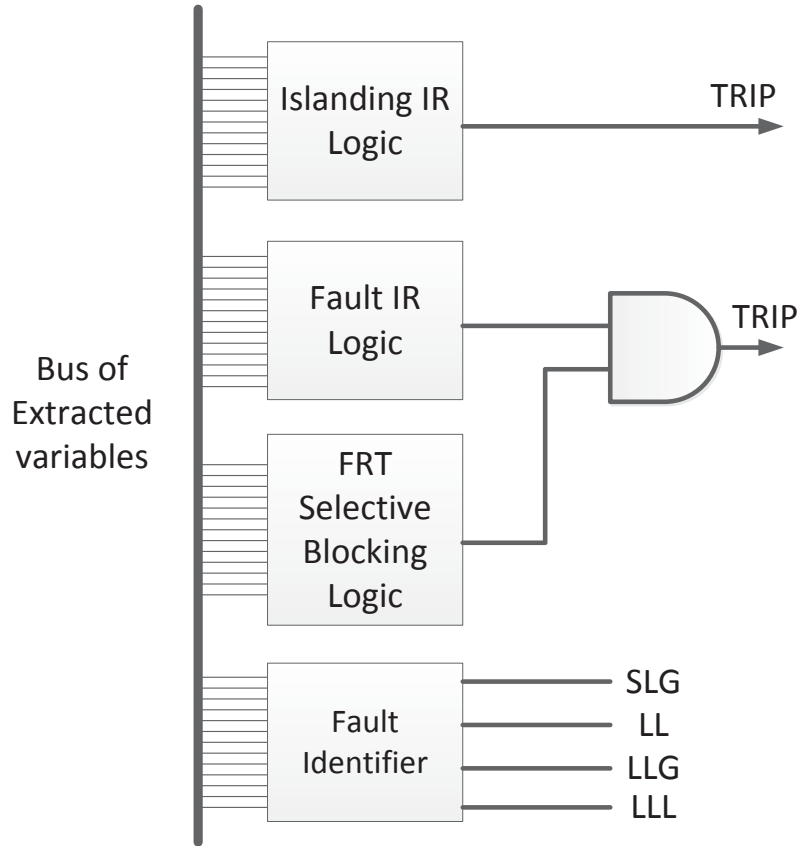 Islanding IR
Logic
TRIP
Fault IR
Logic
TRIP
Bus of
Extracted
variables
FRT
Selective
Blocking
Logic
Fault
Identifier
SLG
LL
LLG
LLL